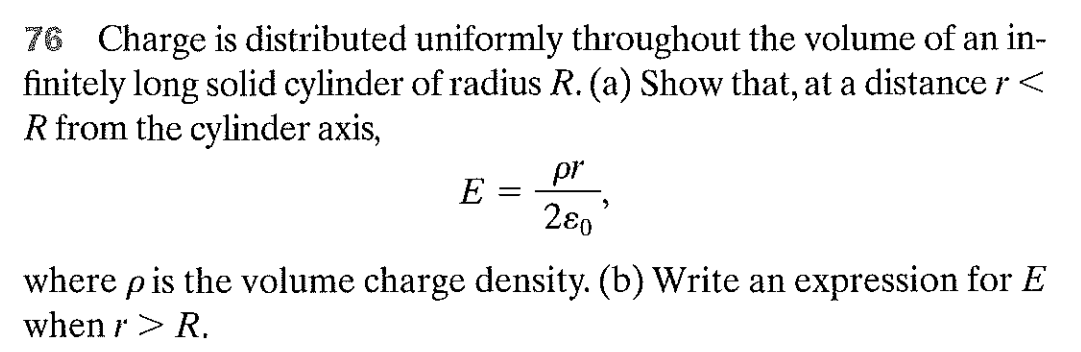 76 Charge is distributed uniformly throughout the volume of an in-
finitely long solid cylinder of radius R. (a) Show that, at a distance r <
R from the cylinder axis,
E = ρr / 2ε₀ ,
where ρ is the volume charge density. (b) Write an expression for E
when r > R.